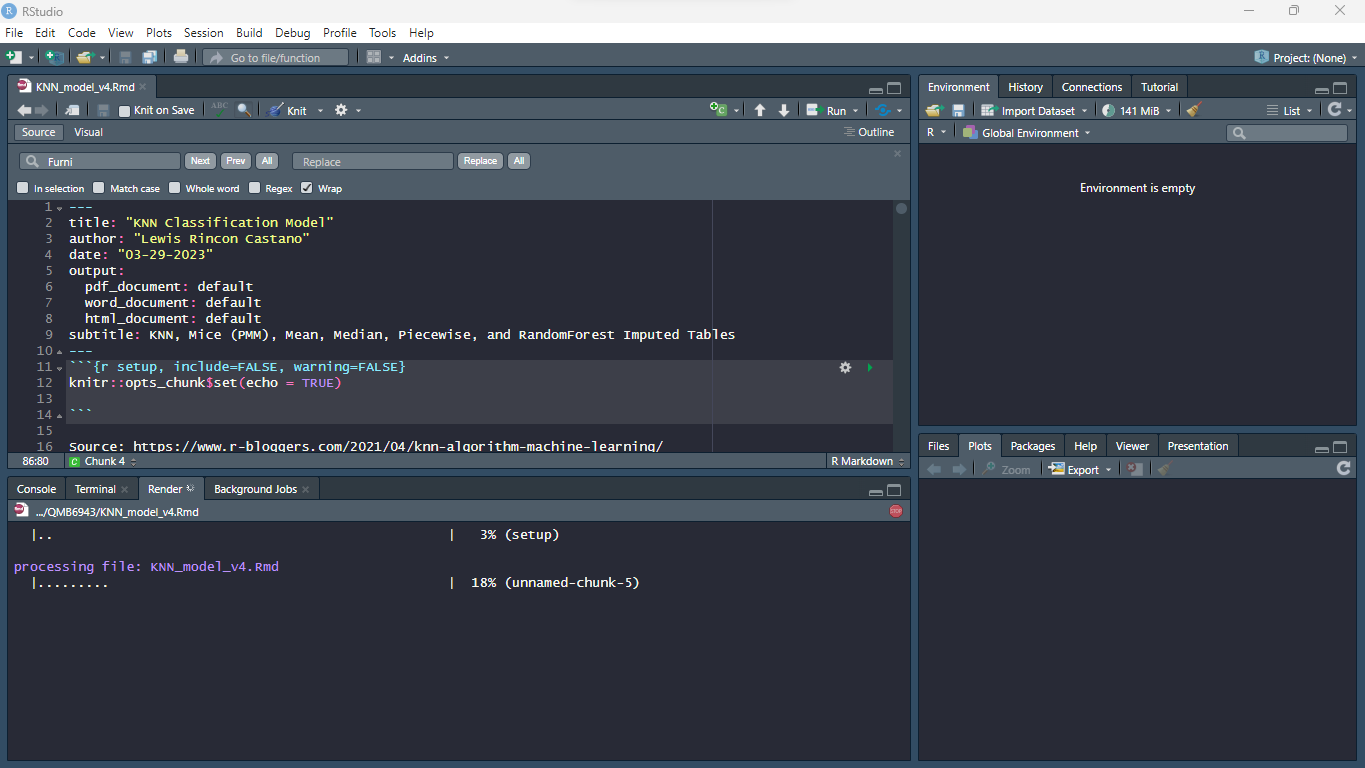 RStudio
File Edit Code View Plots Session Build Debug Profile Tools Help
Go to file/function Addins Project: (None)
KNN_model_v4.Rmd
Knit on Save ABC Knit Run
Source Visual Outline
Furni Next Prev All Replace Replace All
In selection Match case Whole word Regex Wrap
1 ---
2 title: "KNN Classification Model"
3 author: "Lewis Rincon Castano"
4 date: "03-29-2023"
5 output:
6 pdf_document: default
7 word_document: default
8 html_document: default
9 subtitle: KNN, Mice (PMM), Mean, Median, Piecewise, and RandomForest Imputed Tables
10 ---
11 ```{r setup, include=FALSE, warning=FALSE}
12 knitr::opts_chunk$set(echo = TRUE)
13
14 ```
15
16 Source: https://www.r-bloggers.com/2021/04/knn-algorithm-machine-learning/
86:80 C Chunk 4 R Markdown
Console Terminal Render Background Jobs
.../QMB6943/KNN_model_v4.Rmd STOP
|.. | 3% (setup)
processing file: KNN_model_v4.Rmd
|......... | 18% (unnamed-chunk-5)
Environment History Connections Tutorial
Import Dataset 141 MiB List
R Global Environment
Environment is empty
Files Plots Packages Help Viewer Presentation
Zoom Export